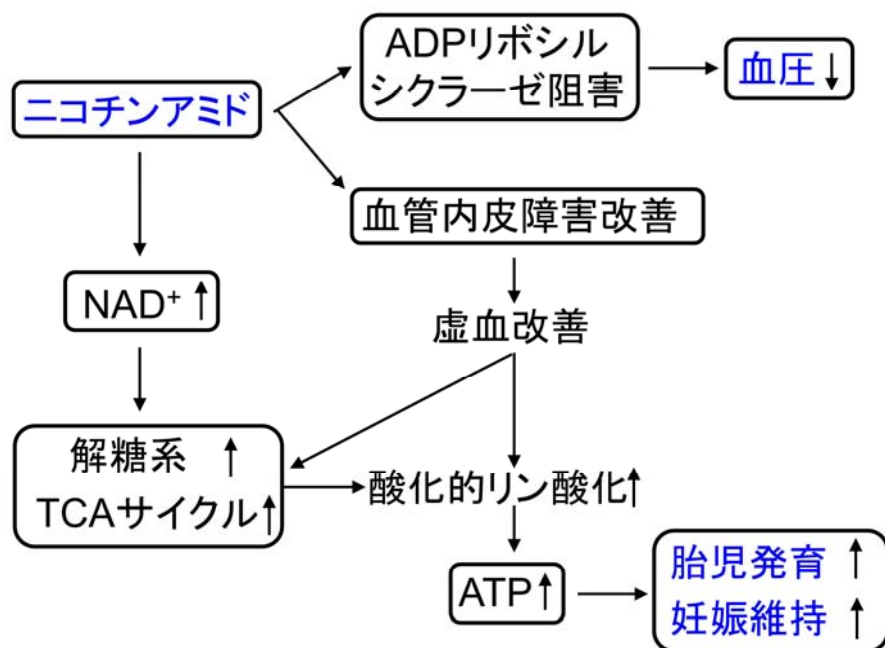 ADPリボシル
シクラーゼ阻害
血圧↓
ニコチンアミド
血管内皮障害改善
NAD⁺↑
虚血改善
解糖系 ↑
TCAサイクル↑
酸化的リン酸化↑
ATP↑
胎児発育 ↑
妊娠維持 ↑